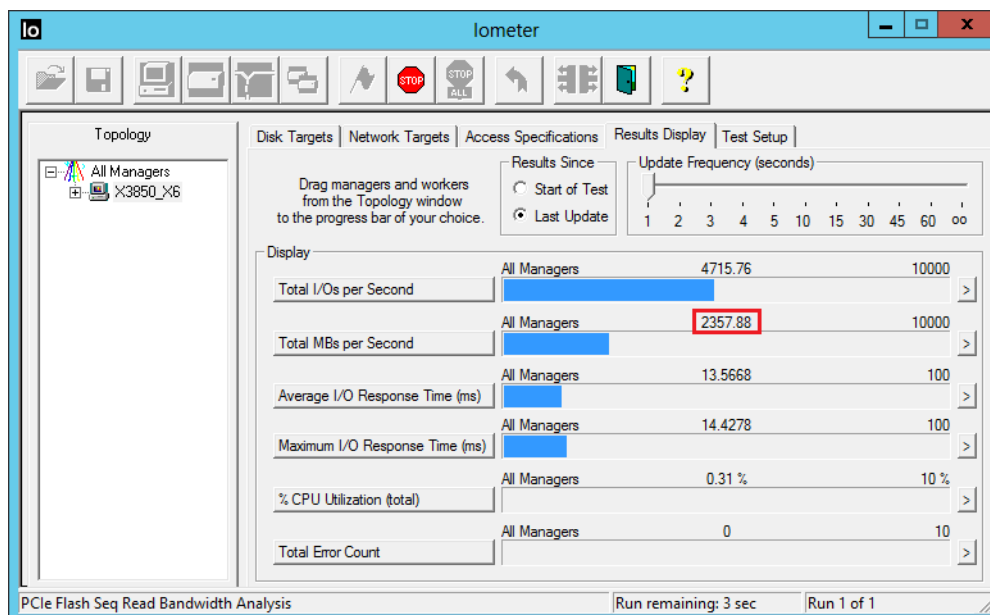 Io
Iometer
STOP
STOP
ALL
Topology
All Managers
X3850_X6
Disk Targets
Network Targets
Access Specifications
Results Display
Test Setup
Drag managers and workers
from the Topology window
to the progress bar of your choice.
Results Since
Start of Test
Last Update
Update Frequency (seconds)
1 2 3 4 5 10 15 30 45 60 oo
Display
All Managers 4715.76 10000
Total I/Os per Second >
All Managers 2357.88 10000
Total MBs per Second >
All Managers 13.5668 100
Average I/O Response Time (ms) >
All Managers 14.4278 100
Maximum I/O Response Time (ms) >
All Managers 0.31 % 10 %
% CPU Utilization (total) >
All Managers 0 10
Total Error Count >
PCIe Flash Seq Read Bandwidth Analysis
Run remaining: 3 sec
Run 1 of 1